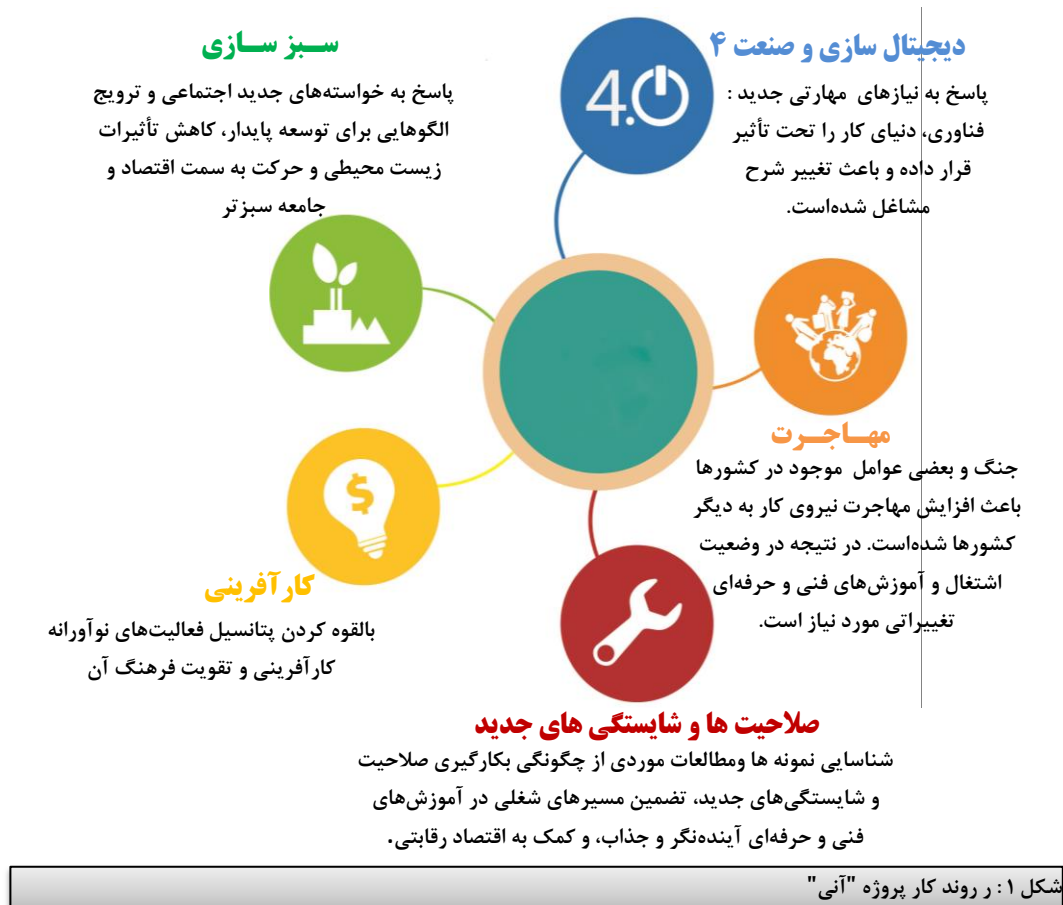 دیجیتال سازی و صنعت ۴
پاسخ به نیازهای مهارتی جدید :
فناوری، دنیای کار را تحت تأثیر
قرار داده و باعث تغییر شرح
مشاغل شده‌است.
4.0
سـبز سـازی
پاسخ به خواسته‌های جدید اجتماعی و ترویج
الگوهایی برای توسعه پایدار، کاهش تأثیرات
زیست محیطی و حرکت به سمت اقتصاد و
جامعه سبزتر
مهـاجـرت
جنگ و بعضی عوامل موجود در کشورها
باعث افزایش مهاجرت نیروی کار به دیگر
کشورها شده‌است. در نتیجه در وضعیت
اشتغال و آموزش‌های فنی و حرفه‌ای
تغییراتی مورد نیاز است.
$
کارآفرینی
بالقوه کردن پتانسیل فعالیت‌های نوآورانه
کارآفرینی و تقویت فرهنگ آن
صلاحیت ها و شایستگی های جدید
شناسایی نمونه ها ومطالعات موردی از چگونگی بکارگیری صلاحیت
و شایستگی‌های جدید، تضمین مسیرهای شغلی در آموزش‌های
فنی و حرفه‌ای آینده‌نگر و جذاب، و کمک به اقتصاد رقابتی.
شکل ۱ : ر روند کار پروژه "آنی"